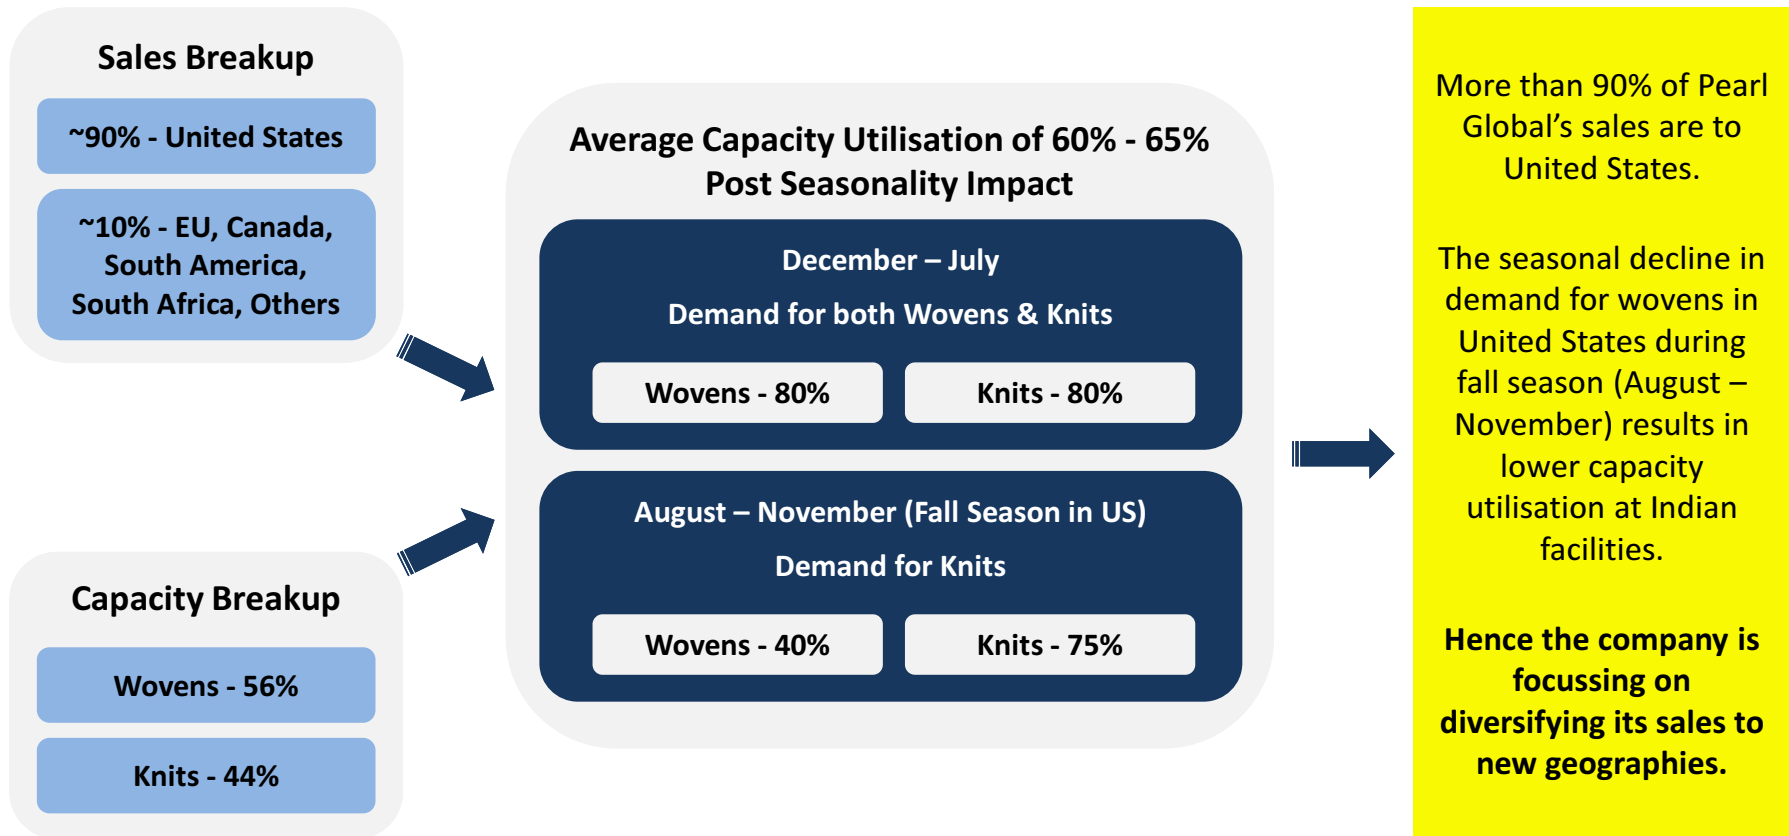 Sales Breakup
~90% - United States
~10% - EU, Canada,
South America,
South Africa, Others
Capacity Breakup
Wovens - 56%
Knits - 44%
Average Capacity Utilisation of 60% - 65%
Post Seasonality Impact
December – July
Demand for both Wovens & Knits
Wovens - 80%
Knits - 80%
August – November (Fall Season in US)
Demand for Knits
Wovens - 40%
Knits - 75%
More than 90% of Pearl
Global’s sales are to
United States.
The seasonal decline in
demand for wovens in
United States during
fall season (August –
November) results in
lower capacity
utilisation at Indian
facilities.
Hence the company is
focussing on
diversifying its sales to
new geographies.